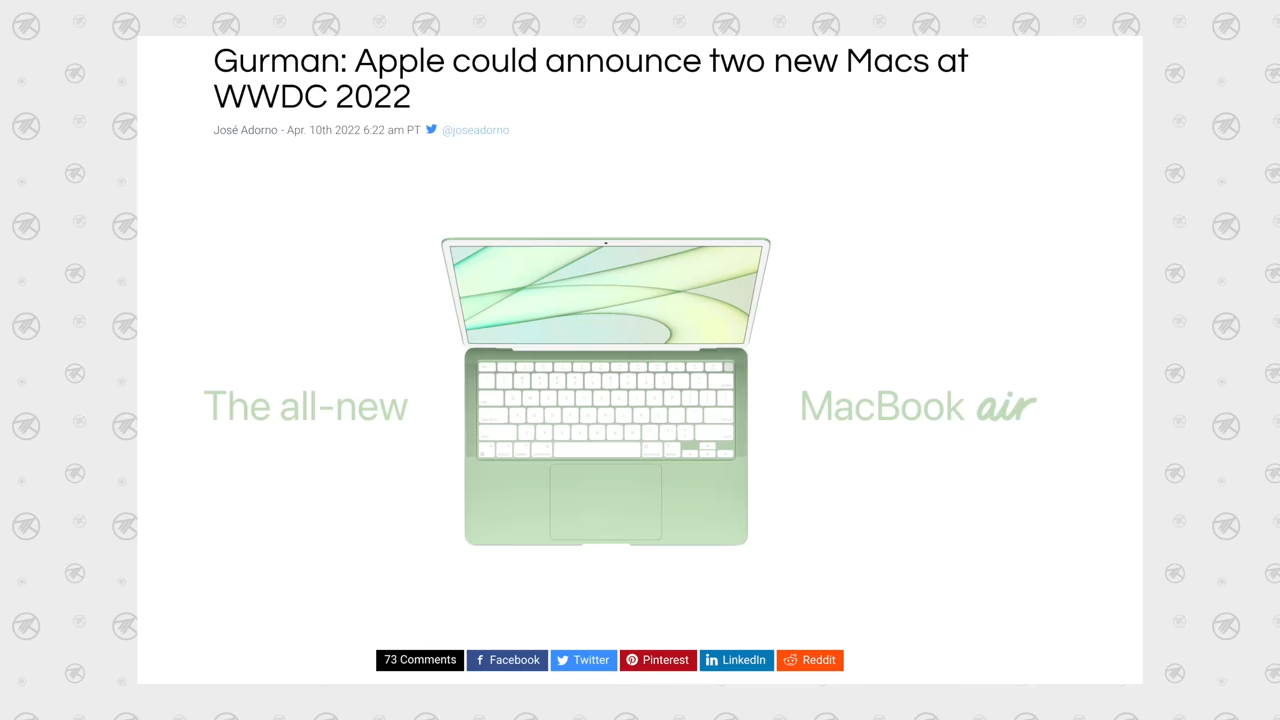 Gurman: Apple could announce two new Macs at
WWDC 2022
José Adorno - Apr. 10th 2022 6:22 am PT @joseadorno
The all-new
MacBook air
73 Comments
Facebook
Twitter
Pinterest
LinkedIn
Reddit